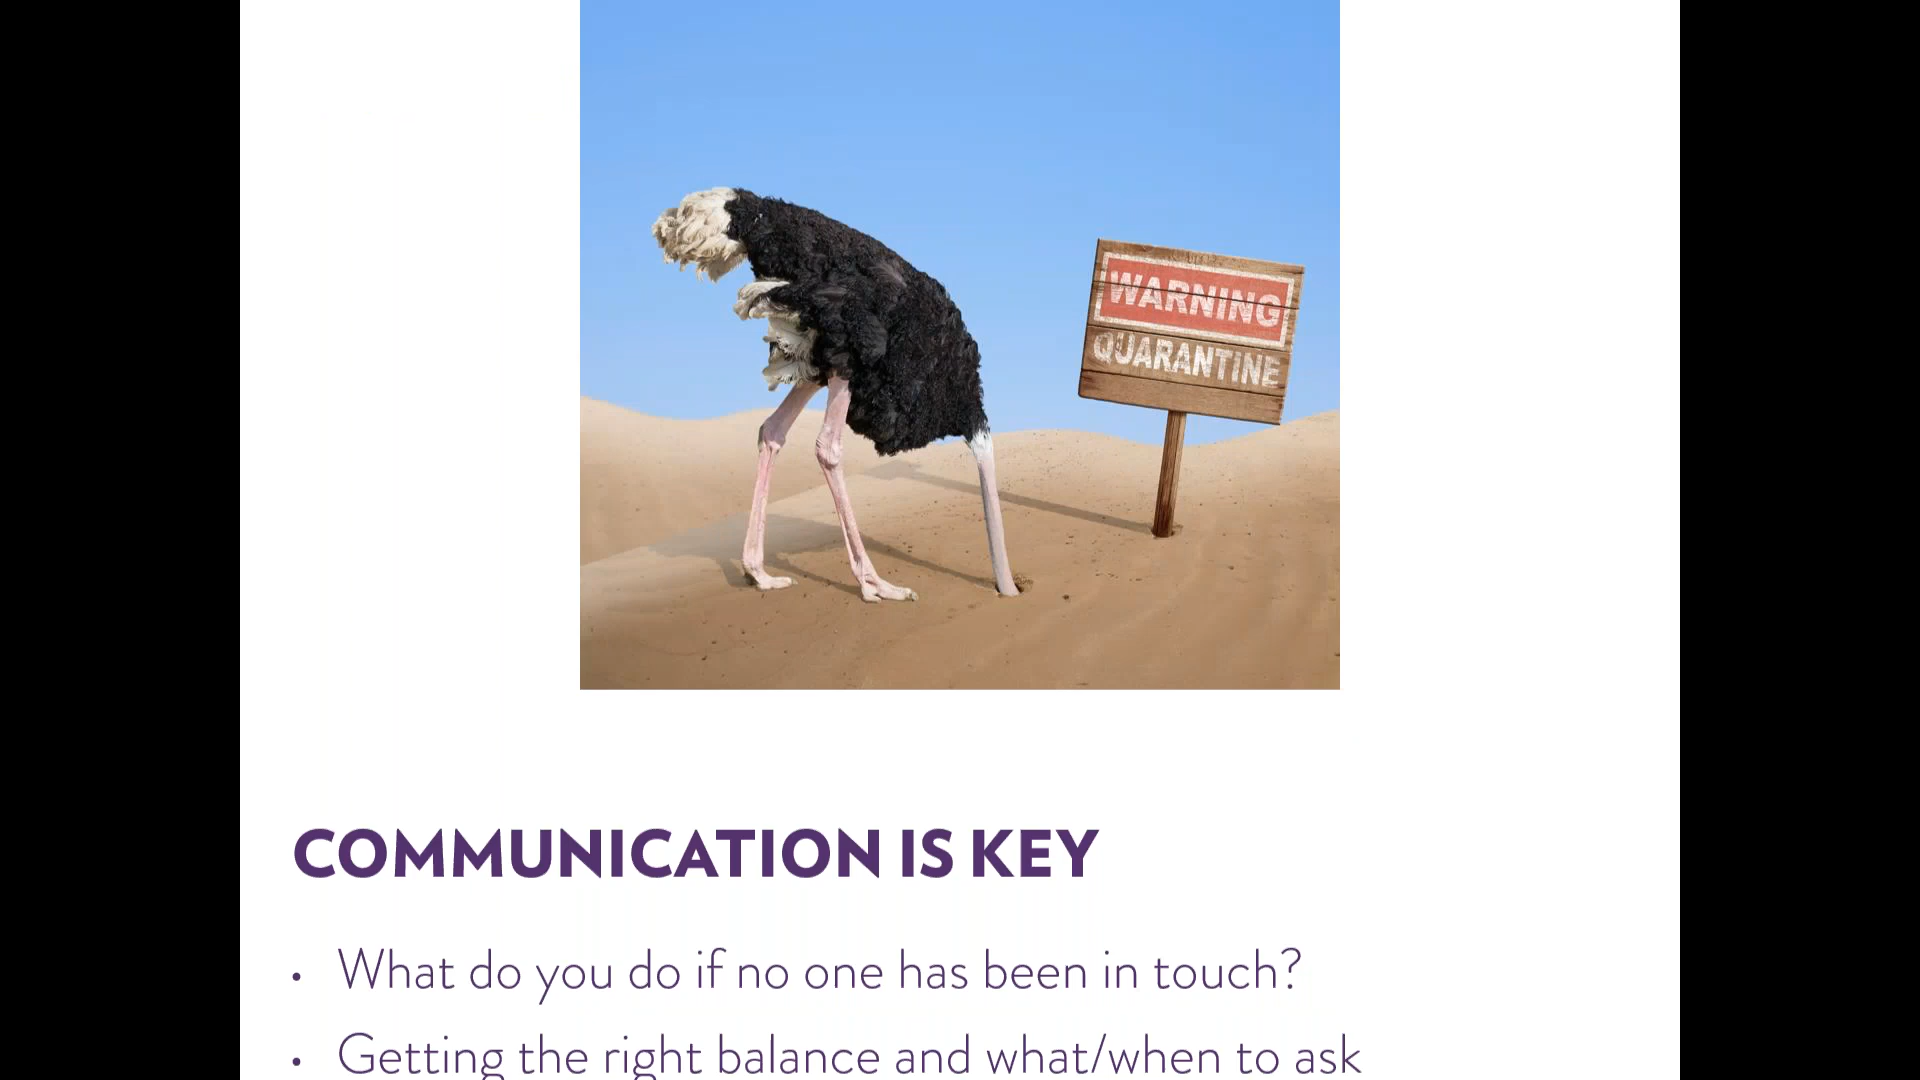 WARNING
QUARANTINE
COMMUNICATION IS KEY
• What do you do if no one has been in touch?
• Getting the right balance and what/when to ask